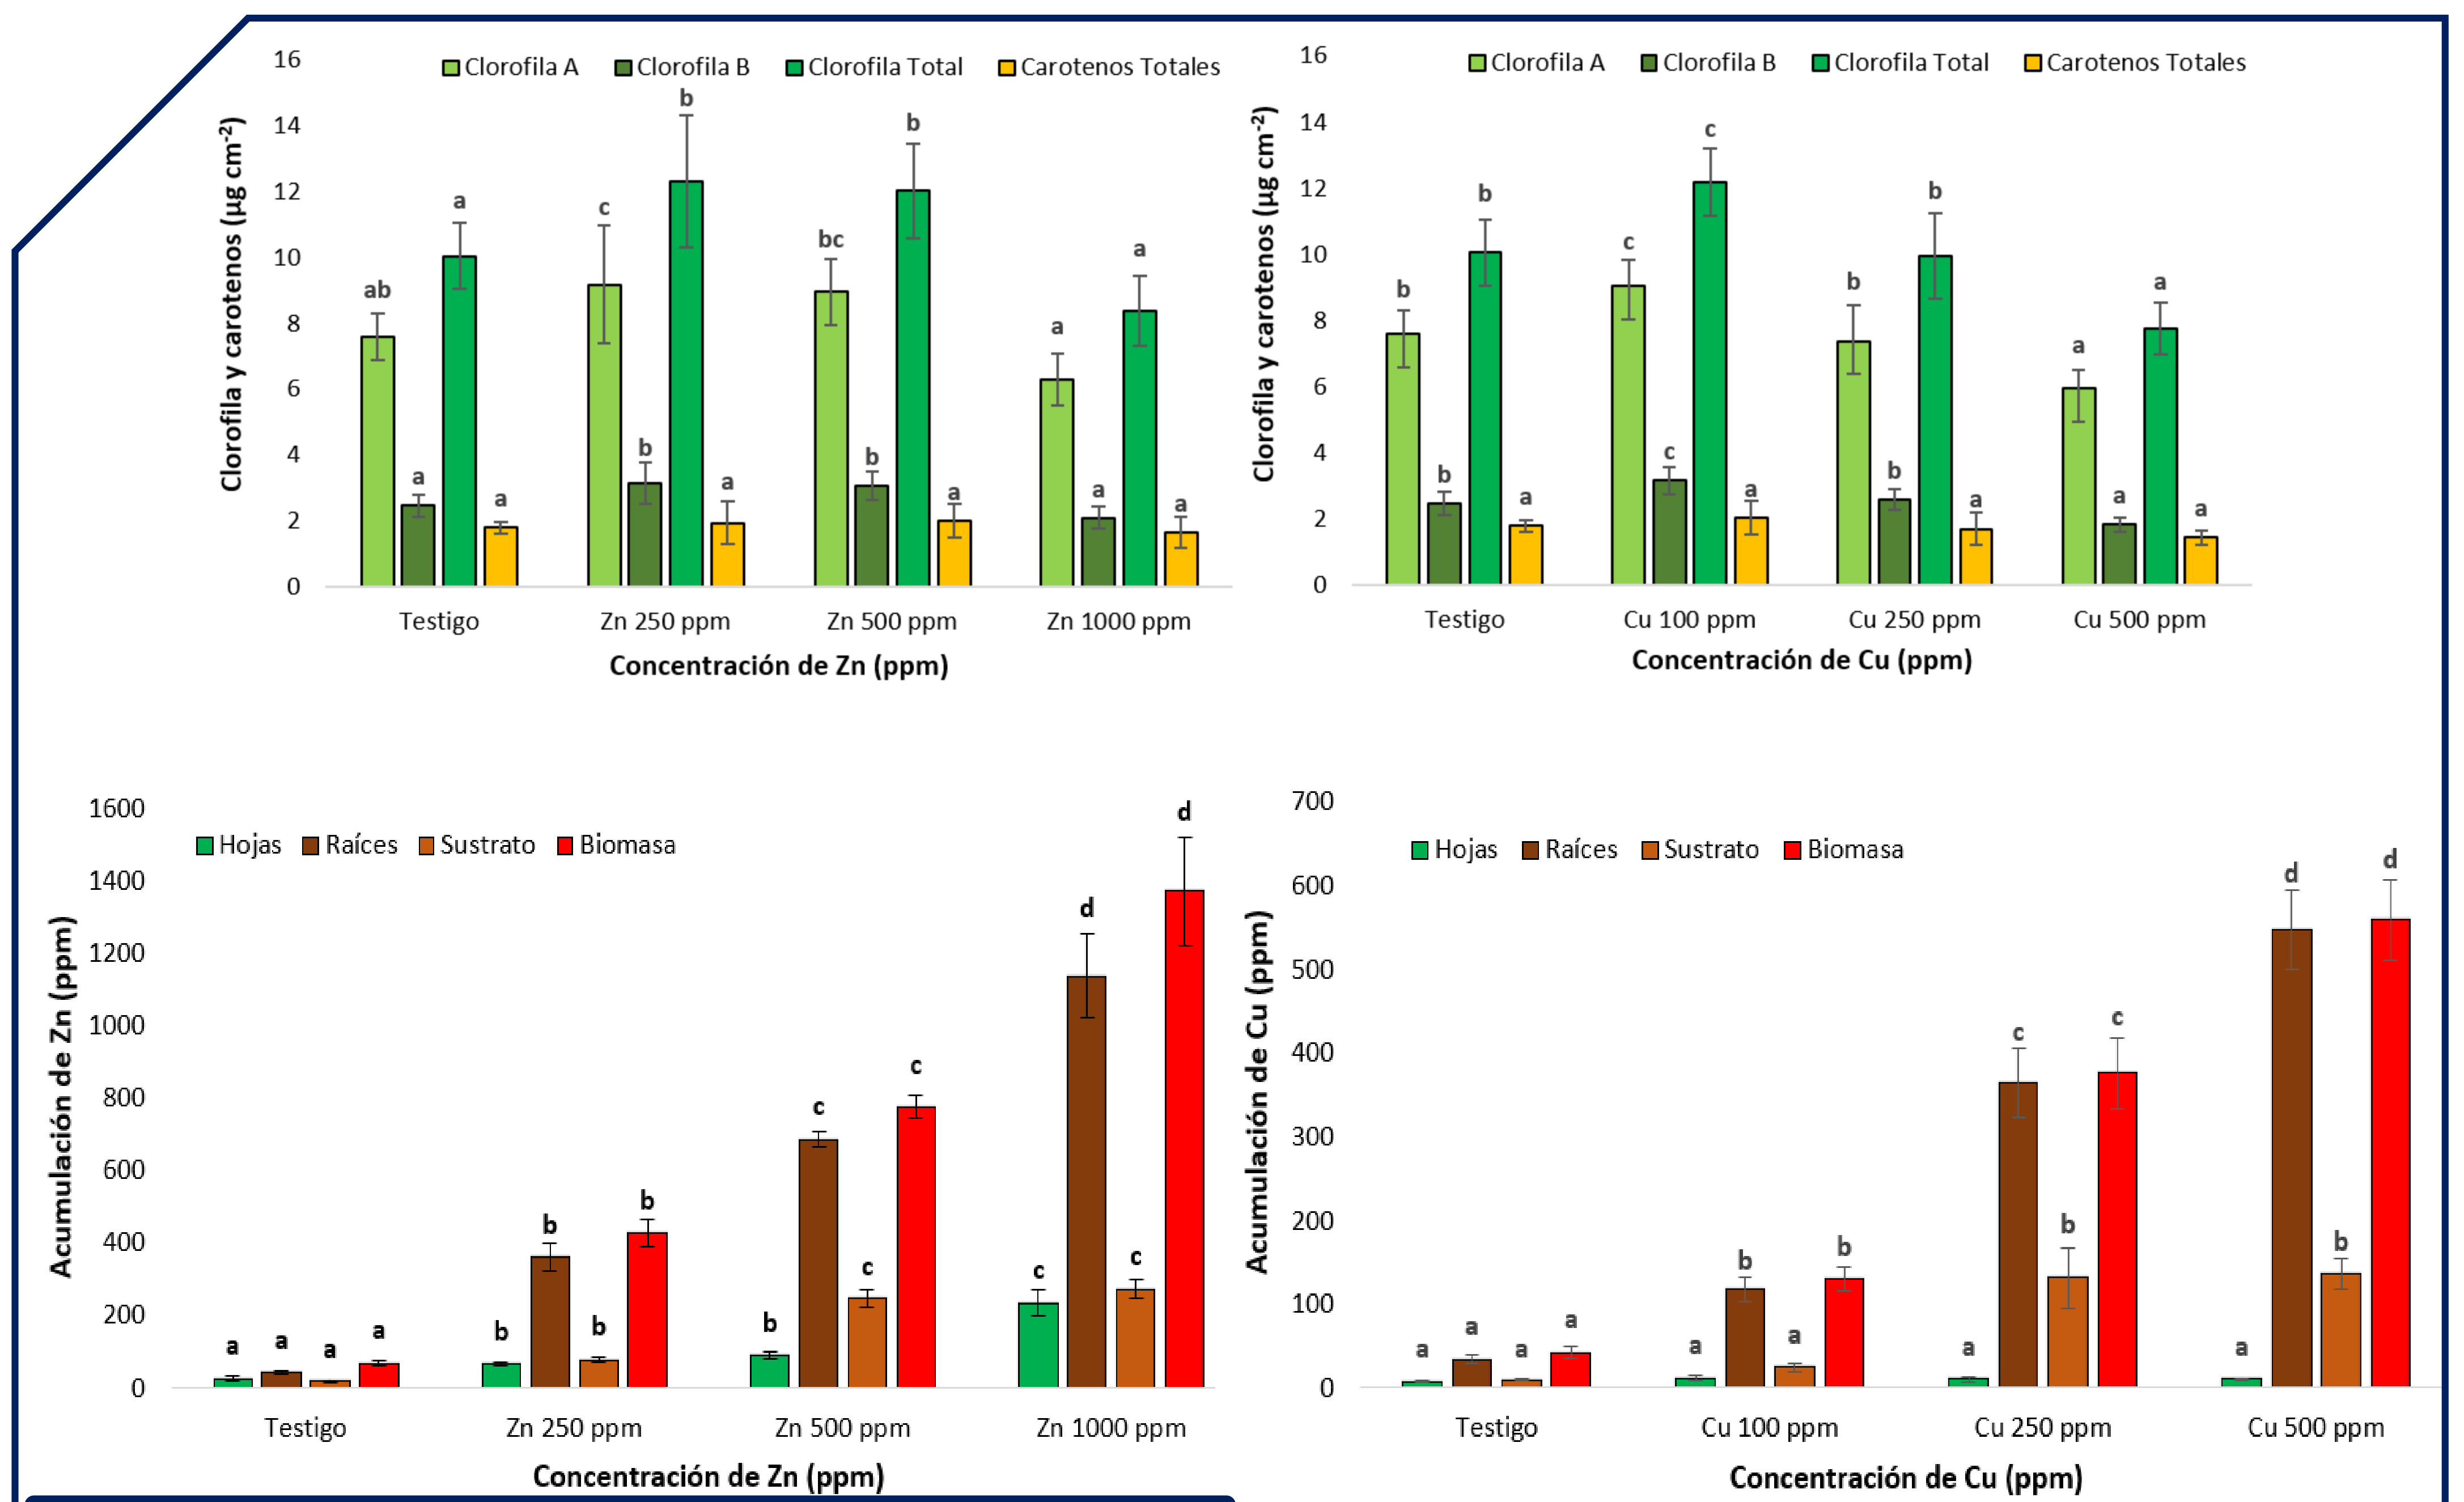 Clorofila A Clorofila B Clorofila Total Carotenos Totales
Clorofila y carotenos (µg cm⁻²)
16
14
12
10
8
6
4
2
0
ab a a a
c b b a
bc b b a
a a a a
Testigo Zn 250 ppm Zn 500 ppm Zn 1000 ppm
Concentración de Zn (ppm)
Clorofila A Clorofila B Clorofila Total Carotenos Totales
Clorofila y carotenos (µg cm⁻²)
16
14
12
10
8
6
4
2
0
b b b a
c c c a
b b b a
a a a a
Testigo Cu 100 ppm Cu 250 ppm Cu 500 ppm
Concentración de Cu (ppm)
Hojas Raíces Sustrato Biomasa
Acumulación de Zn (ppm)
1600
1400
1200
1000
800
600
400
200
0
a a a a
b b b b
b c c c
c d c d
Testigo Zn 250 ppm Zn 500 ppm Zn 1000 ppm
Concentración de Zn (ppm)
Hojas Raíces Sustrato Biomasa
Acumulación de Cu (ppm)
700
600
500
400
300
200
100
0
a a a a
a b a b
a c b c
a d b d
Testigo Cu 100 ppm Cu 250 ppm Cu 500 ppm
Concentración de Cu (ppm)